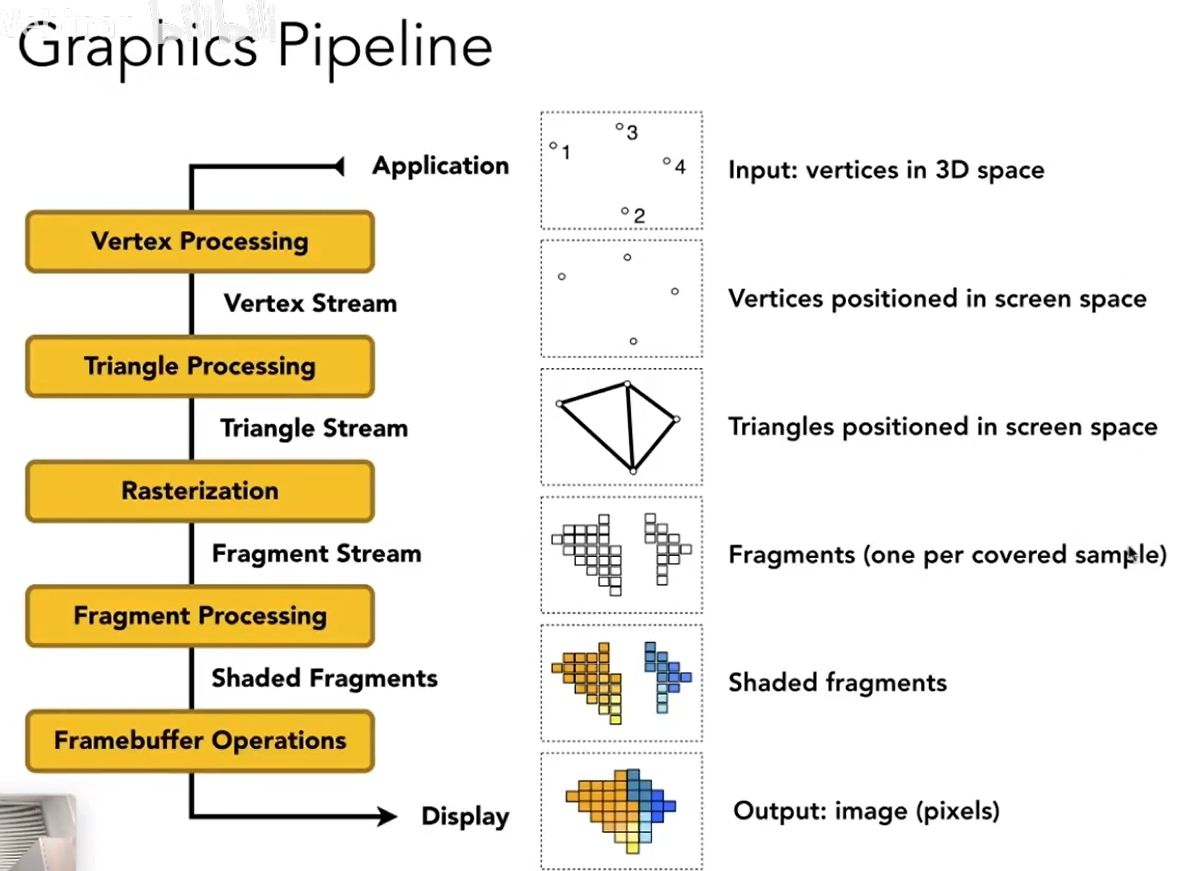 Webinar bilibili
Graphics Pipeline
Application
Vertex Processing
Vertex Stream
Triangle Processing
Triangle Stream
Rasterization
Fragment Stream
Fragment Processing
Shaded Fragments
Framebuffer Operations
Display
3
1
4
2
Input: vertices in 3D space
Vertices positioned in screen space
Triangles positioned in screen space
Fragments (one per covered sample)
Shaded fragments
Output: image (pixels)